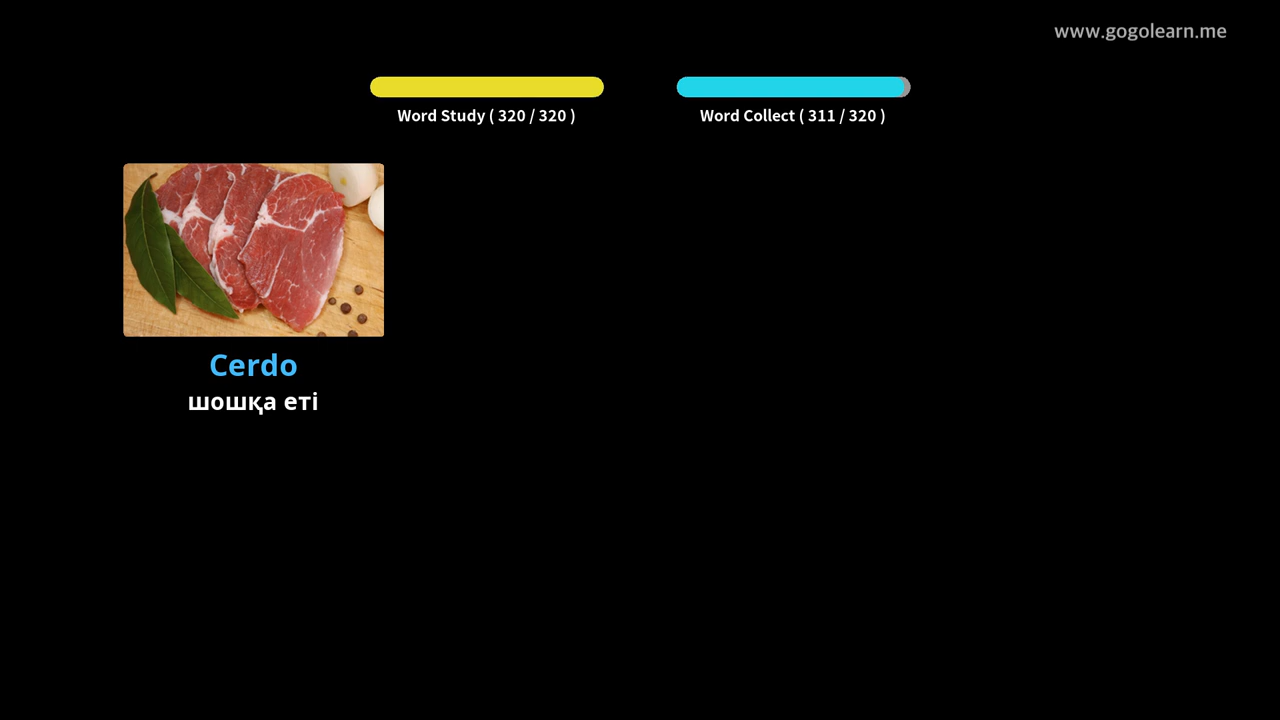 www.gogolearn.me
Word Study ( 320 / 320 )
Word Collect ( 311 / 320 )
Cerdo
шошқа еті